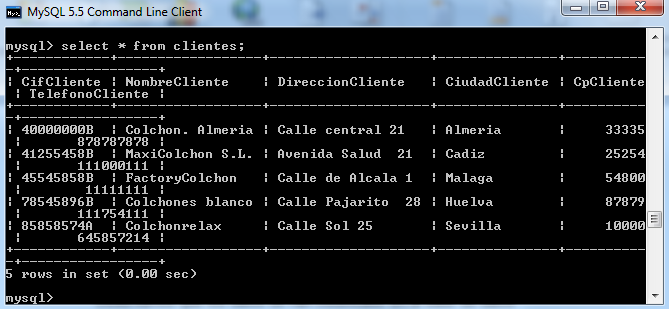 MySQL 5.5 Command Line Client
mysql> select * from clientes;
+------------+-----------------+----------------------+---------------+----------
-+-----------------+
| CifCliente | NombreCliente | DireccionCliente | CiudadCliente | CpCliente
 | TelefonoCliente |
+------------+-----------------+----------------------+---------------+----------
-+-----------------+
| 40000000B | Colchon. Almeria | Calle central 21 | Almeria | 33335
| 878787878 |
| 41255458B | MaxiColchon S.L. | Avenida Salud 21 | Cadiz | 25254
| 111000111 |
| 45545858B | FactoryColchon | Calle de Alcala 1 | Malaga | 54800
| 11111111 |
| 78545896B | Colchones blanco | Calle Pajarito 28 | Huelva | 87879
| 111754111 |
| 85858574A | Colchonrelax | Calle Sol 25 | Sevilla | 10000
| 645857214 |
+------------+-----------------+----------------------+---------------+----------
-+-----------------+
5 rows in set (0.00 sec)
mysql>